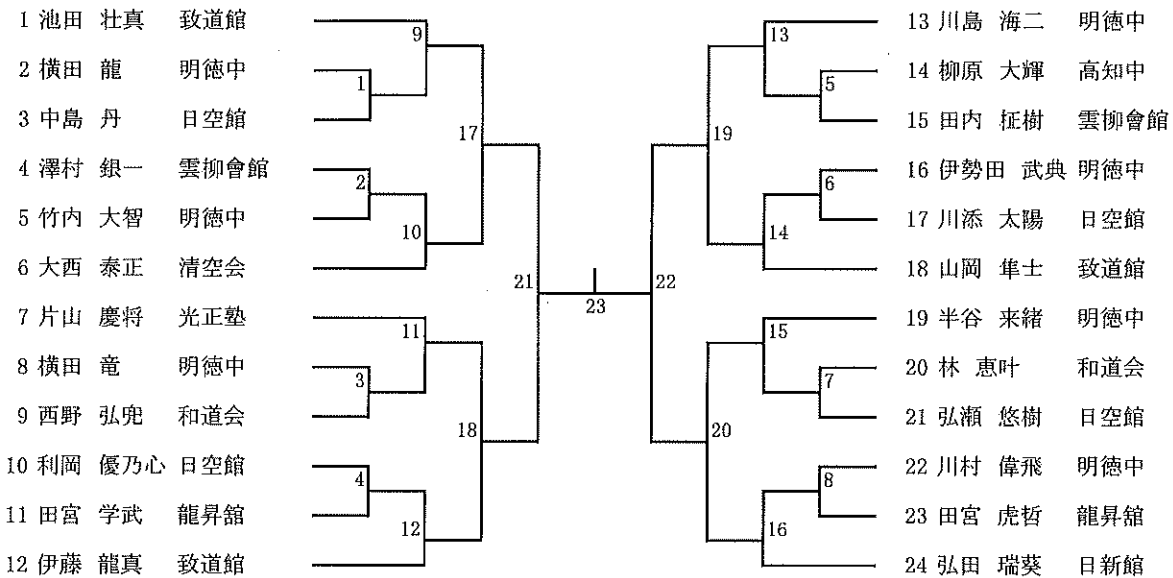 1 池田 壮真 致道館
2 横田 龍 明徳中
3 中島 丹 日空館
4 澤村 銀一 雲柳會館
5 竹内 大智 明徳中
6 大西 泰正 清空会
7 片山 慶将 光正塾
8 横田 竜 明徳中
9 西野 弘兜 和道会
10 利岡 優乃心 日空館
11 田宮 学武 龍昇舘
12 伊藤 龍真 致道館
9
1
17
2
10
21
11
3
18
4
12
23
13
5
19
6
14
22
15
7
20
8
16
13 川島 海二 明徳中
14 柳原 大輝 高知中
15 田内 柾樹 雲柳會館
16 伊勢田 武典 明徳中
17 川添 太陽 日空館
18 山岡 隼士 致道館
19 半谷 来緒 明徳中
20 林 恵叶 和道会
21 弘瀬 悠樹 日空館
22 川村 偉飛 明徳中
23 田宮 虎哲 龍昇舘
24 弘田 瑞葵 日新館